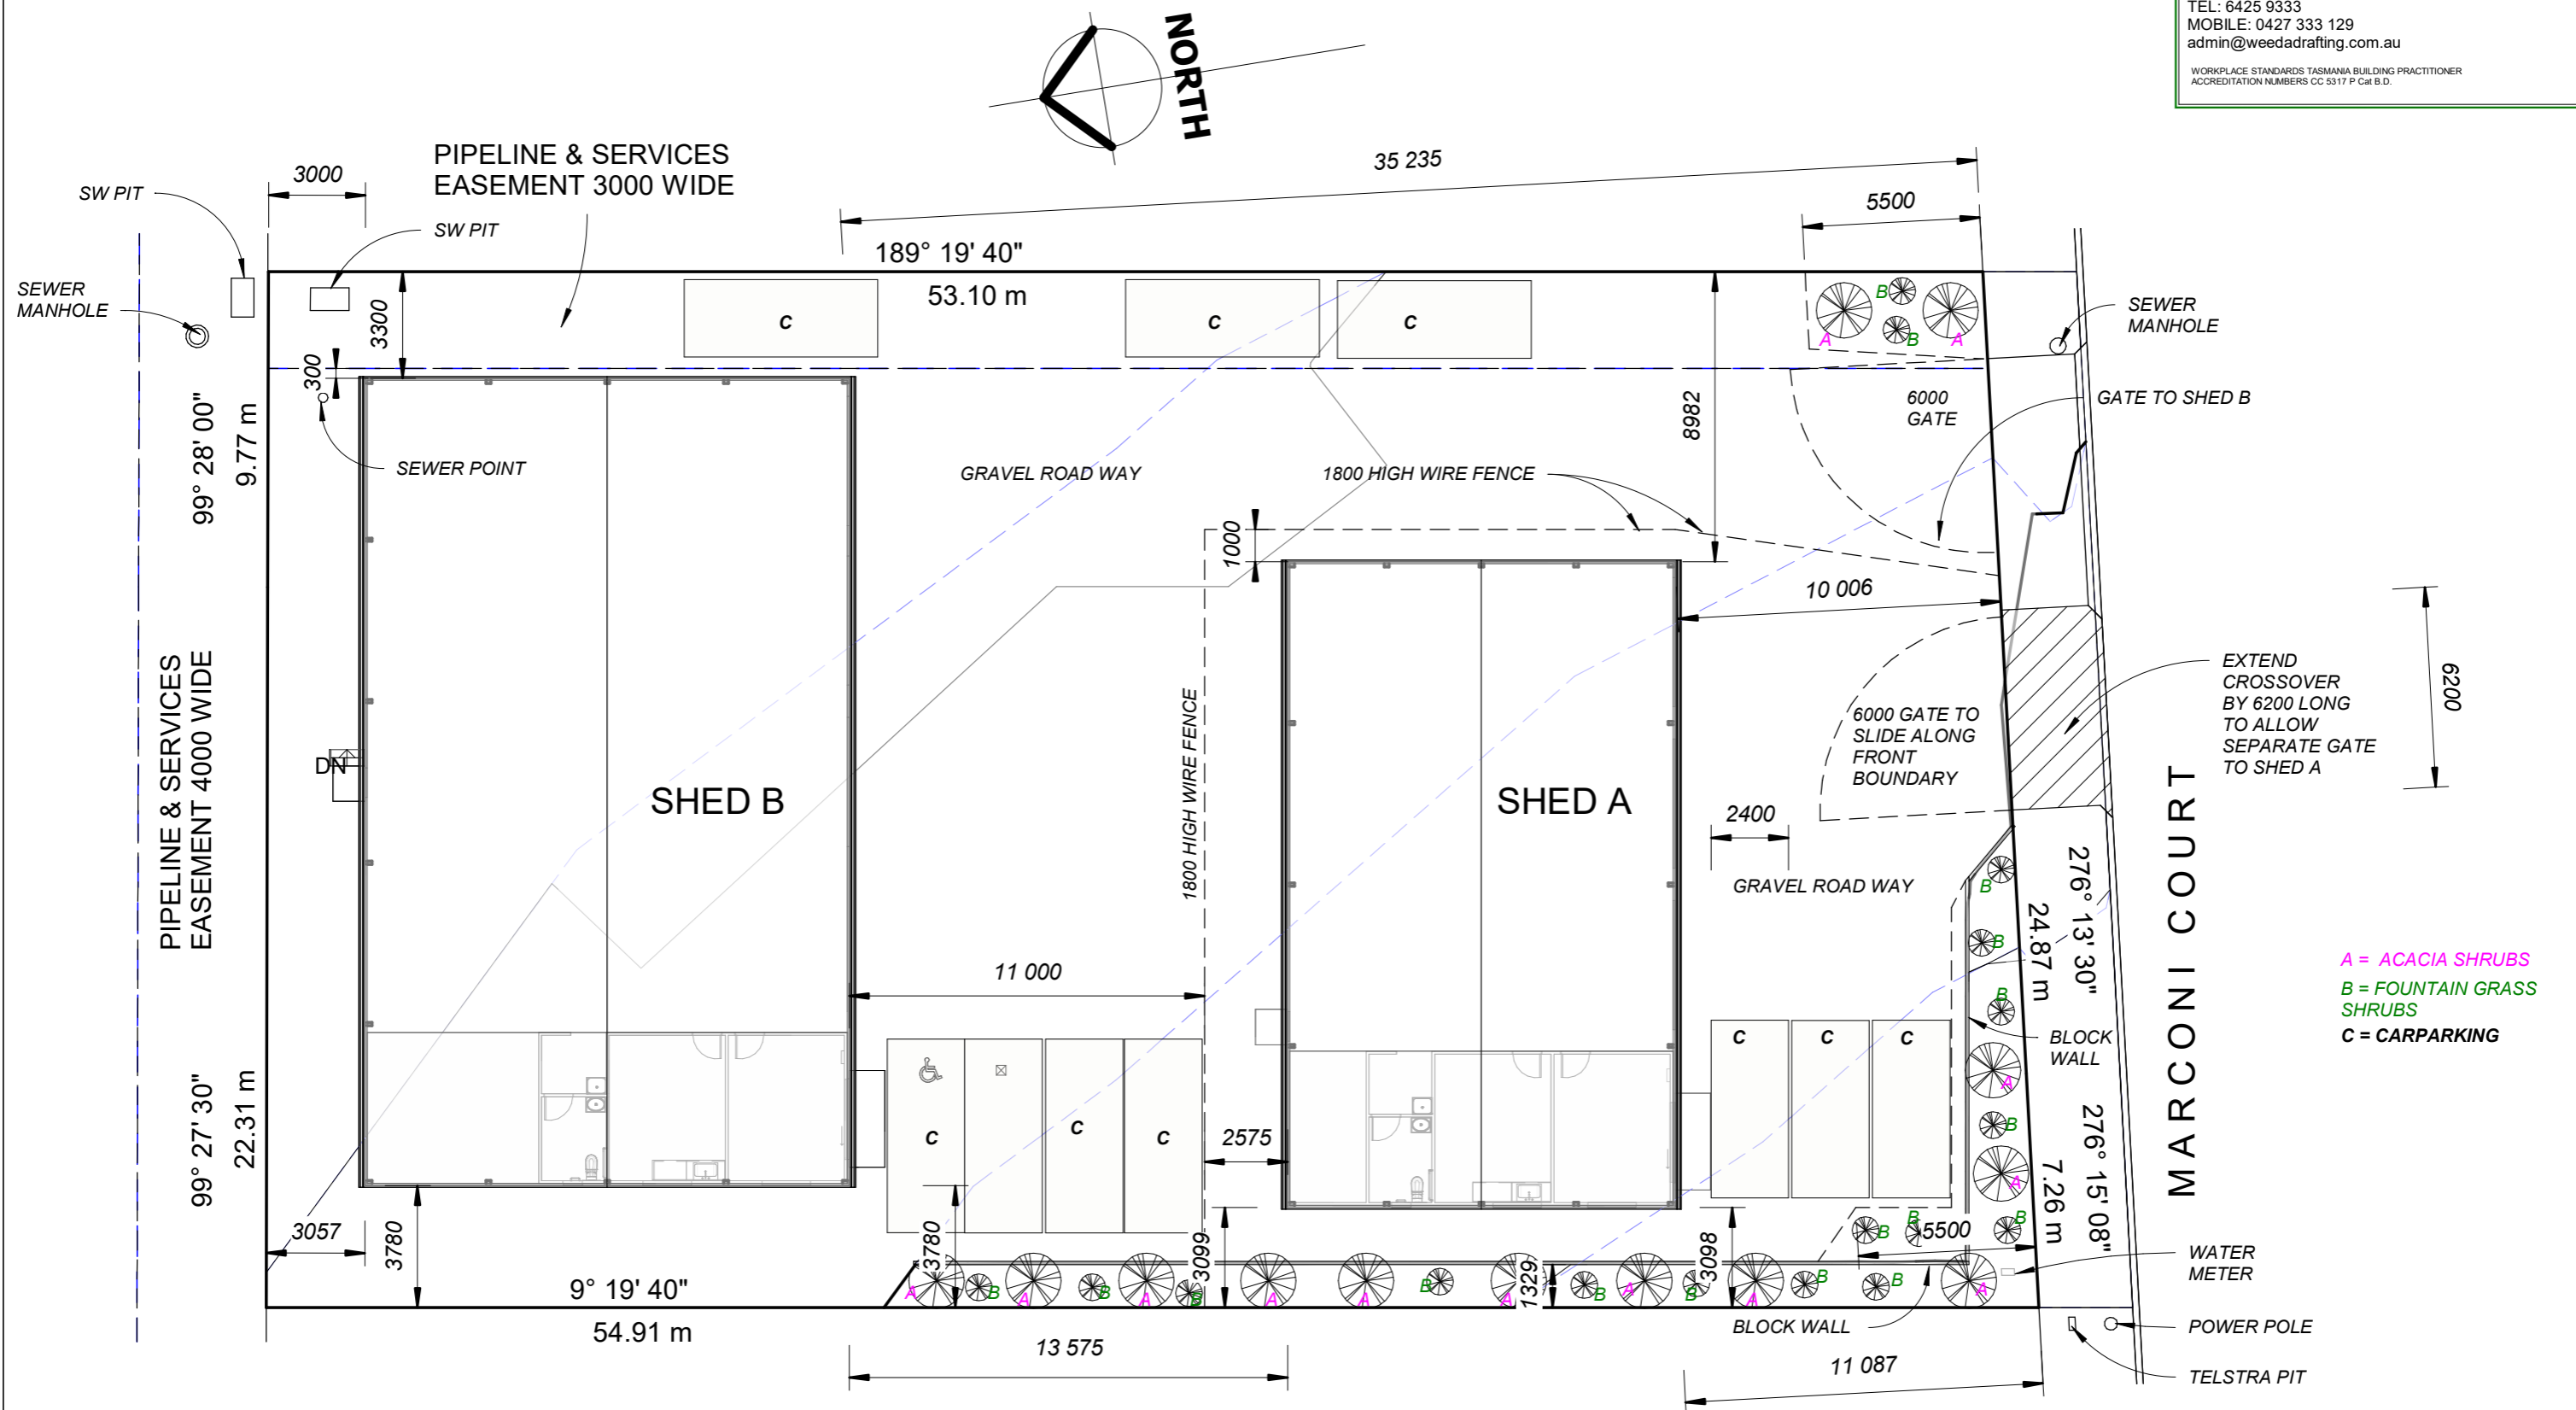 TEL: 6425 9333
MOBILE: 0427 333 129
admin@weedadrafting.com.au
WORKPLACE STANDARDS TASMANIA BUILDING PRACTITIONER
ACCREDITATION NUMBERS CC 5317 P Cat B.D.
NORTH
35 235
PIPELINE & SERVICES
EASEMENT 3000 WIDE
3000
SW PIT
SW PIT
5500
189° 19' 40"
53.10 m
SEWER
MANHOLE
3300
300
C
C
C
A
B
B
A
SEWER
MANHOLE
8982
6000
GATE
GATE TO SHED B
99° 28' 00"
9.77 m
SEWER POINT
GRAVEL ROAD WAY
1800 HIGH WIRE FENCE
1000
10 006
EXTEND
CROSSOVER
BY 6200 LONG
TO ALLOW
SEPARATE GATE
TO SHED A
6200
PIPELINE & SERVICES
EASEMENT 4000 WIDE
DN
SHED B
1800 HIGH WIRE FENCE
SHED A
6000 GATE TO
SLIDE ALONG
FRONT
BOUNDARY
2400
GRAVEL ROAD WAY
276° 13' 30"
24.87 m
MARCONI COURT
A = ACACIA SHRUBS
B = FOUNTAIN GRASS
SHRUBS
C = CARPARKING
B
B
B
11 000
C
C
C
BLOCK
WALL
A
B
A
99° 27' 30"
22.31 m
C
C
C
2575
276° 15' 08"
7.26 m
3057
3780
3780
3099
1329
3098
B
B
5500
B
WATER
METER
9° 19' 40"
54.91 m
A
B
A
B
A
B
A
A
B
A
B
A
B
A
B
B
A
BLOCK WALL
POWER POLE
TELSTRA PIT
13 575
11 087